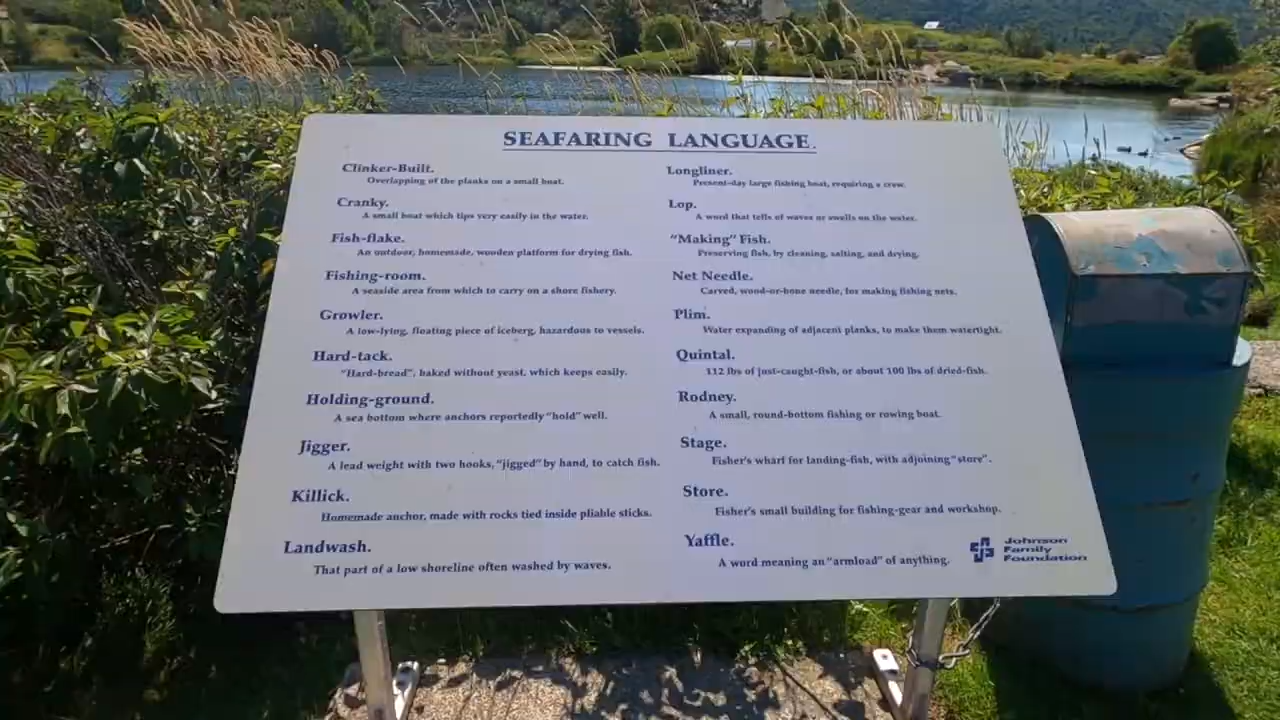 SEAFARING LANGUAGE.
Clinker-Built.
Overlapping of the planks on a small boat.
Cranky.
A small boat which tips very easily in the water.
Fish-flake.
An outdoor, homemade, wooden platform for drying fish.
Fishing-room.
A seaside area from which to carry on a shore fishery.
Growler.
A low-lying, floating piece of iceberg, hazardous to vessels.
Hard-tack.
"Hard-bread", baked without yeast, which keeps easily.
Holding-ground.
A sea bottom where anchors reportedly "hold" well.
Jigger.
A lead weight with two hooks, "jigged" by hand, to catch fish.
Killick.
Homemade anchor, made with rocks tied inside pliable sticks.
Landwash.
That part of a low shoreline often washed by waves.
Longliner.
Present-day large fishing boat, requiring a crew.
Lop.
A word that tells of waves or swells on the water.
"Making" Fish.
Preserving fish, by cleaning, salting, and drying.
Net Needle.
Carved, wood-or-bone needle, for making fishing nets.
Plim.
Water expanding of adjacent planks, to make them watertight.
Quintal.
112 lbs of just-caught-fish, or about 100 lbs of dried-fish.
Rodney.
A small, round-bottom fishing or rowing boat.
Stage.
Fisher's wharf for landing-fish, with adjoining "store".
Store.
Fisher's small building for fishing-gear and workshop.
Yaffle.
A word meaning an "armload" of anything.
Johnson
Family
Foundation